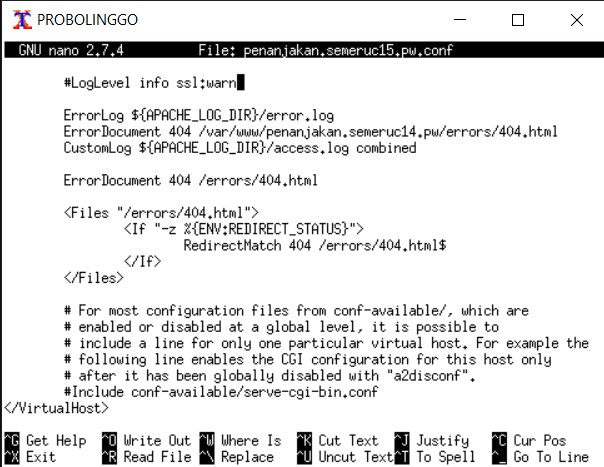 PROBOLINGGO
GNU nano 2.7.4 File: penanjakan.semeruc15.pw.conf
#LogLevel info ssl:warn
ErrorLog ${APACHE_LOG_DIR}/error.log
ErrorDocument 404 /var/www/penanjakan.semeruc14.pw/errors/404.html
CustomLog ${APACHE_LOG_DIR}/access.log combined
ErrorDocument 404 /errors/404.html
<Files "/errors/404.html">
<If "-z %{ENV:REDIRECT_STATUS}">
RedirectMatch 404 /errors/404.html$
</If>
</Files>
# For most configuration files from conf-available/, which are
# enabled or disabled at a global level, it is possible to
# include a line for only one particular virtual host. For example the
# following line enables the CGI configuration for this host only
# after it has been globally disabled with "a2disconf".
#Include conf-available/serve-cgi-bin.conf
</VirtualHost>
^G Get Help ^O Write Out ^W Where Is ^K Cut Text ^J Justify ^C Cur Pos
^X Exit ^R Read File ^\ Replace ^U Uncut Text ^T To Spell ^_ Go To Line